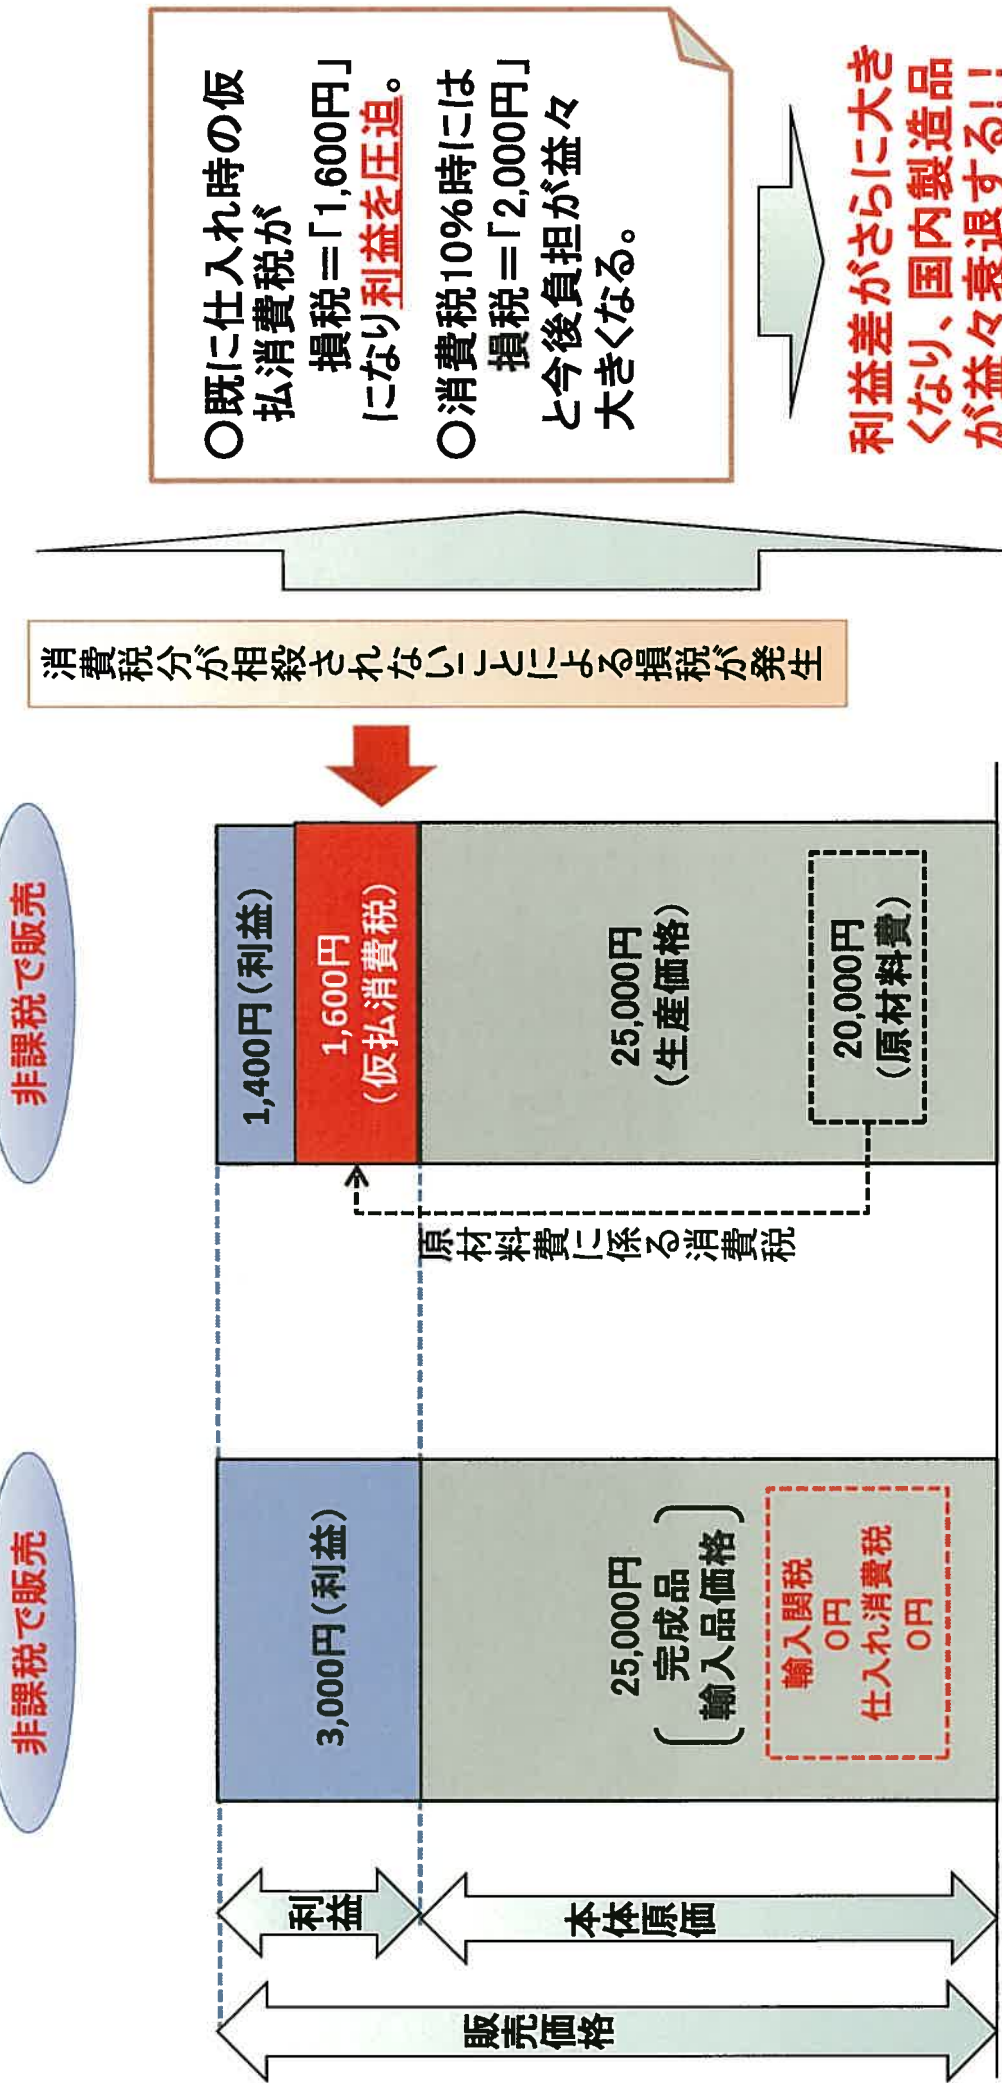 非課税で販売
非課税で販売
販売価格
利益
本体原価
3,000円(利益)
25,000円
完成品
輸入品価格
輸入関税
0円
仕入れ消費税
0円
原材料費に係る消費税
1,400円(利益)
1,600円
(仮払消費税)
25,000円
(生産価格)
20,000円
(原材料費)
消費税分が相殺されないことによる損税が発生
○既に仕入れ時の仮
払消費税が
損税=「1,600円」
になり利益を圧迫。
○消費税10%時には
損税=「2,000円」
と今後負担が益々
大きくなる。
利益差がさらに大き
くなり、国内製造品
が益々衰退する!!